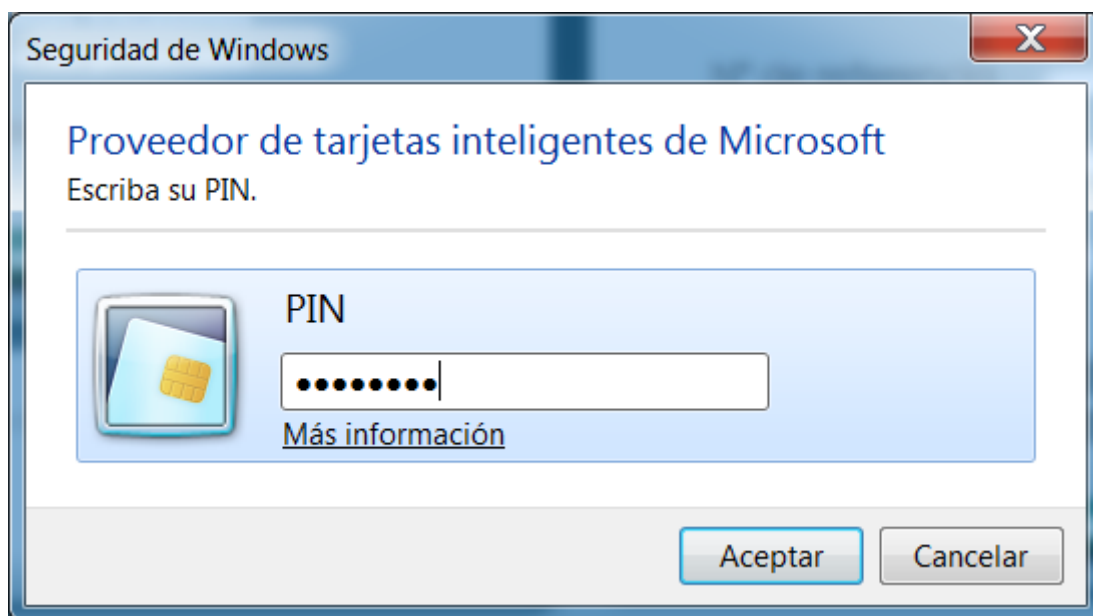 Seguridad de Windows
Proveedor de tarjetas inteligentes de Microsoft
Escriba su PIN.
PIN
●●●●●●●●
Más información
Aceptar
Cancelar